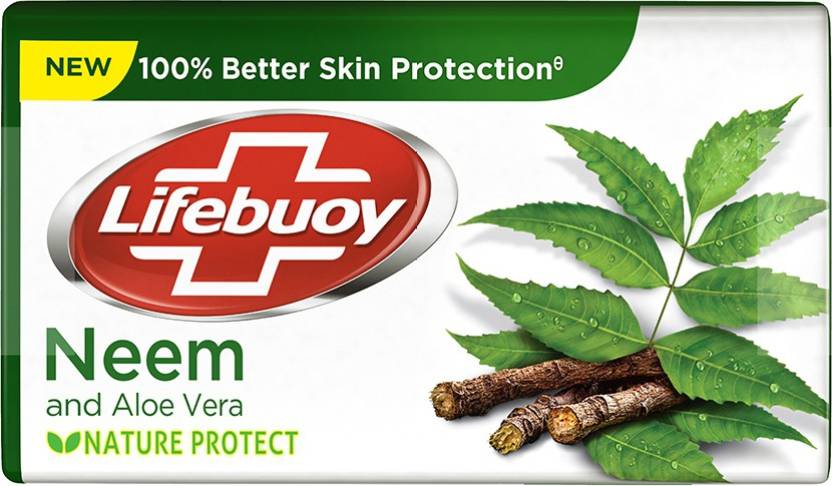 NEW 100% Better Skin Protectionᶿ
Lifebuoy
Neem
and Aloe Vera
NATURE PROTECT